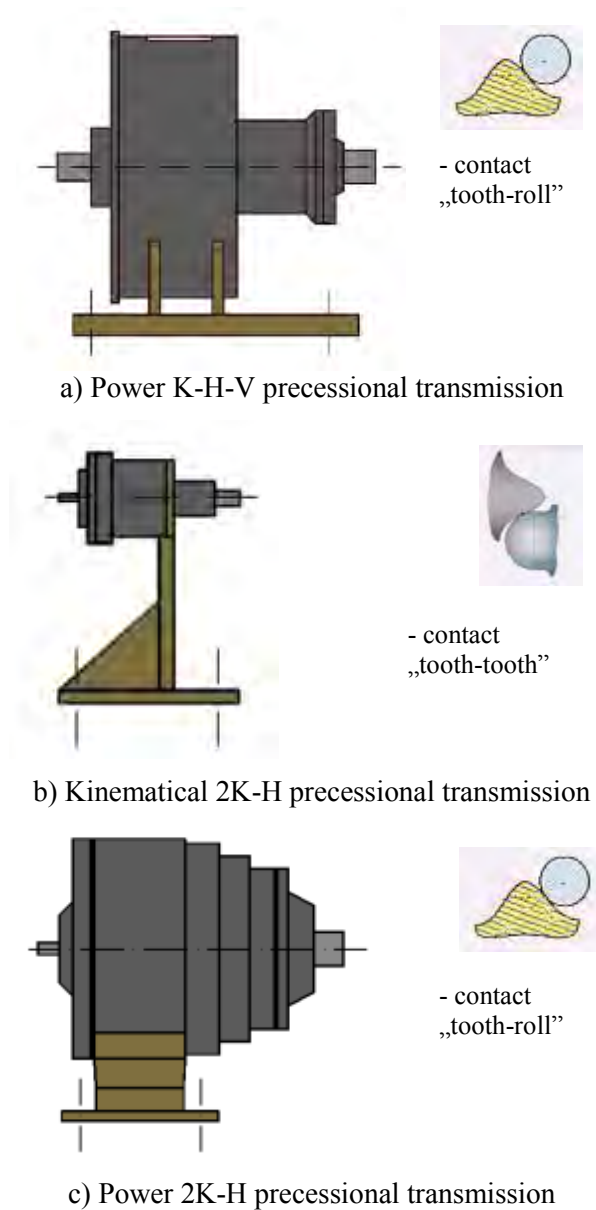 - contact
„tooth-roll”
a) Power K-H-V precessional transmission
- contact
„tooth-tooth”
b) Kinematical 2K-H precessional transmission
- contact
„tooth-roll”
c) Power 2K-H precessional transmission